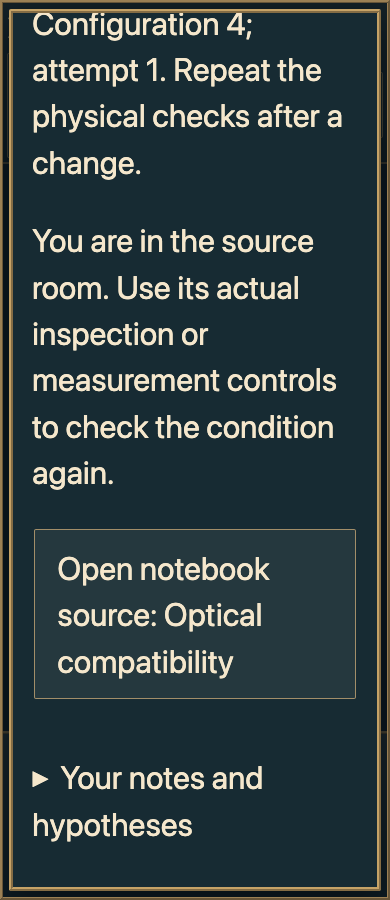 Configuration 4;
attempt 1. Repeat the
physical checks after a
change.
You are in the source
room. Use its actual
inspection or
measurement controls
to check the condition
again.
Open notebook
source: Optical
compatibility
▶ Your notes and
hypotheses